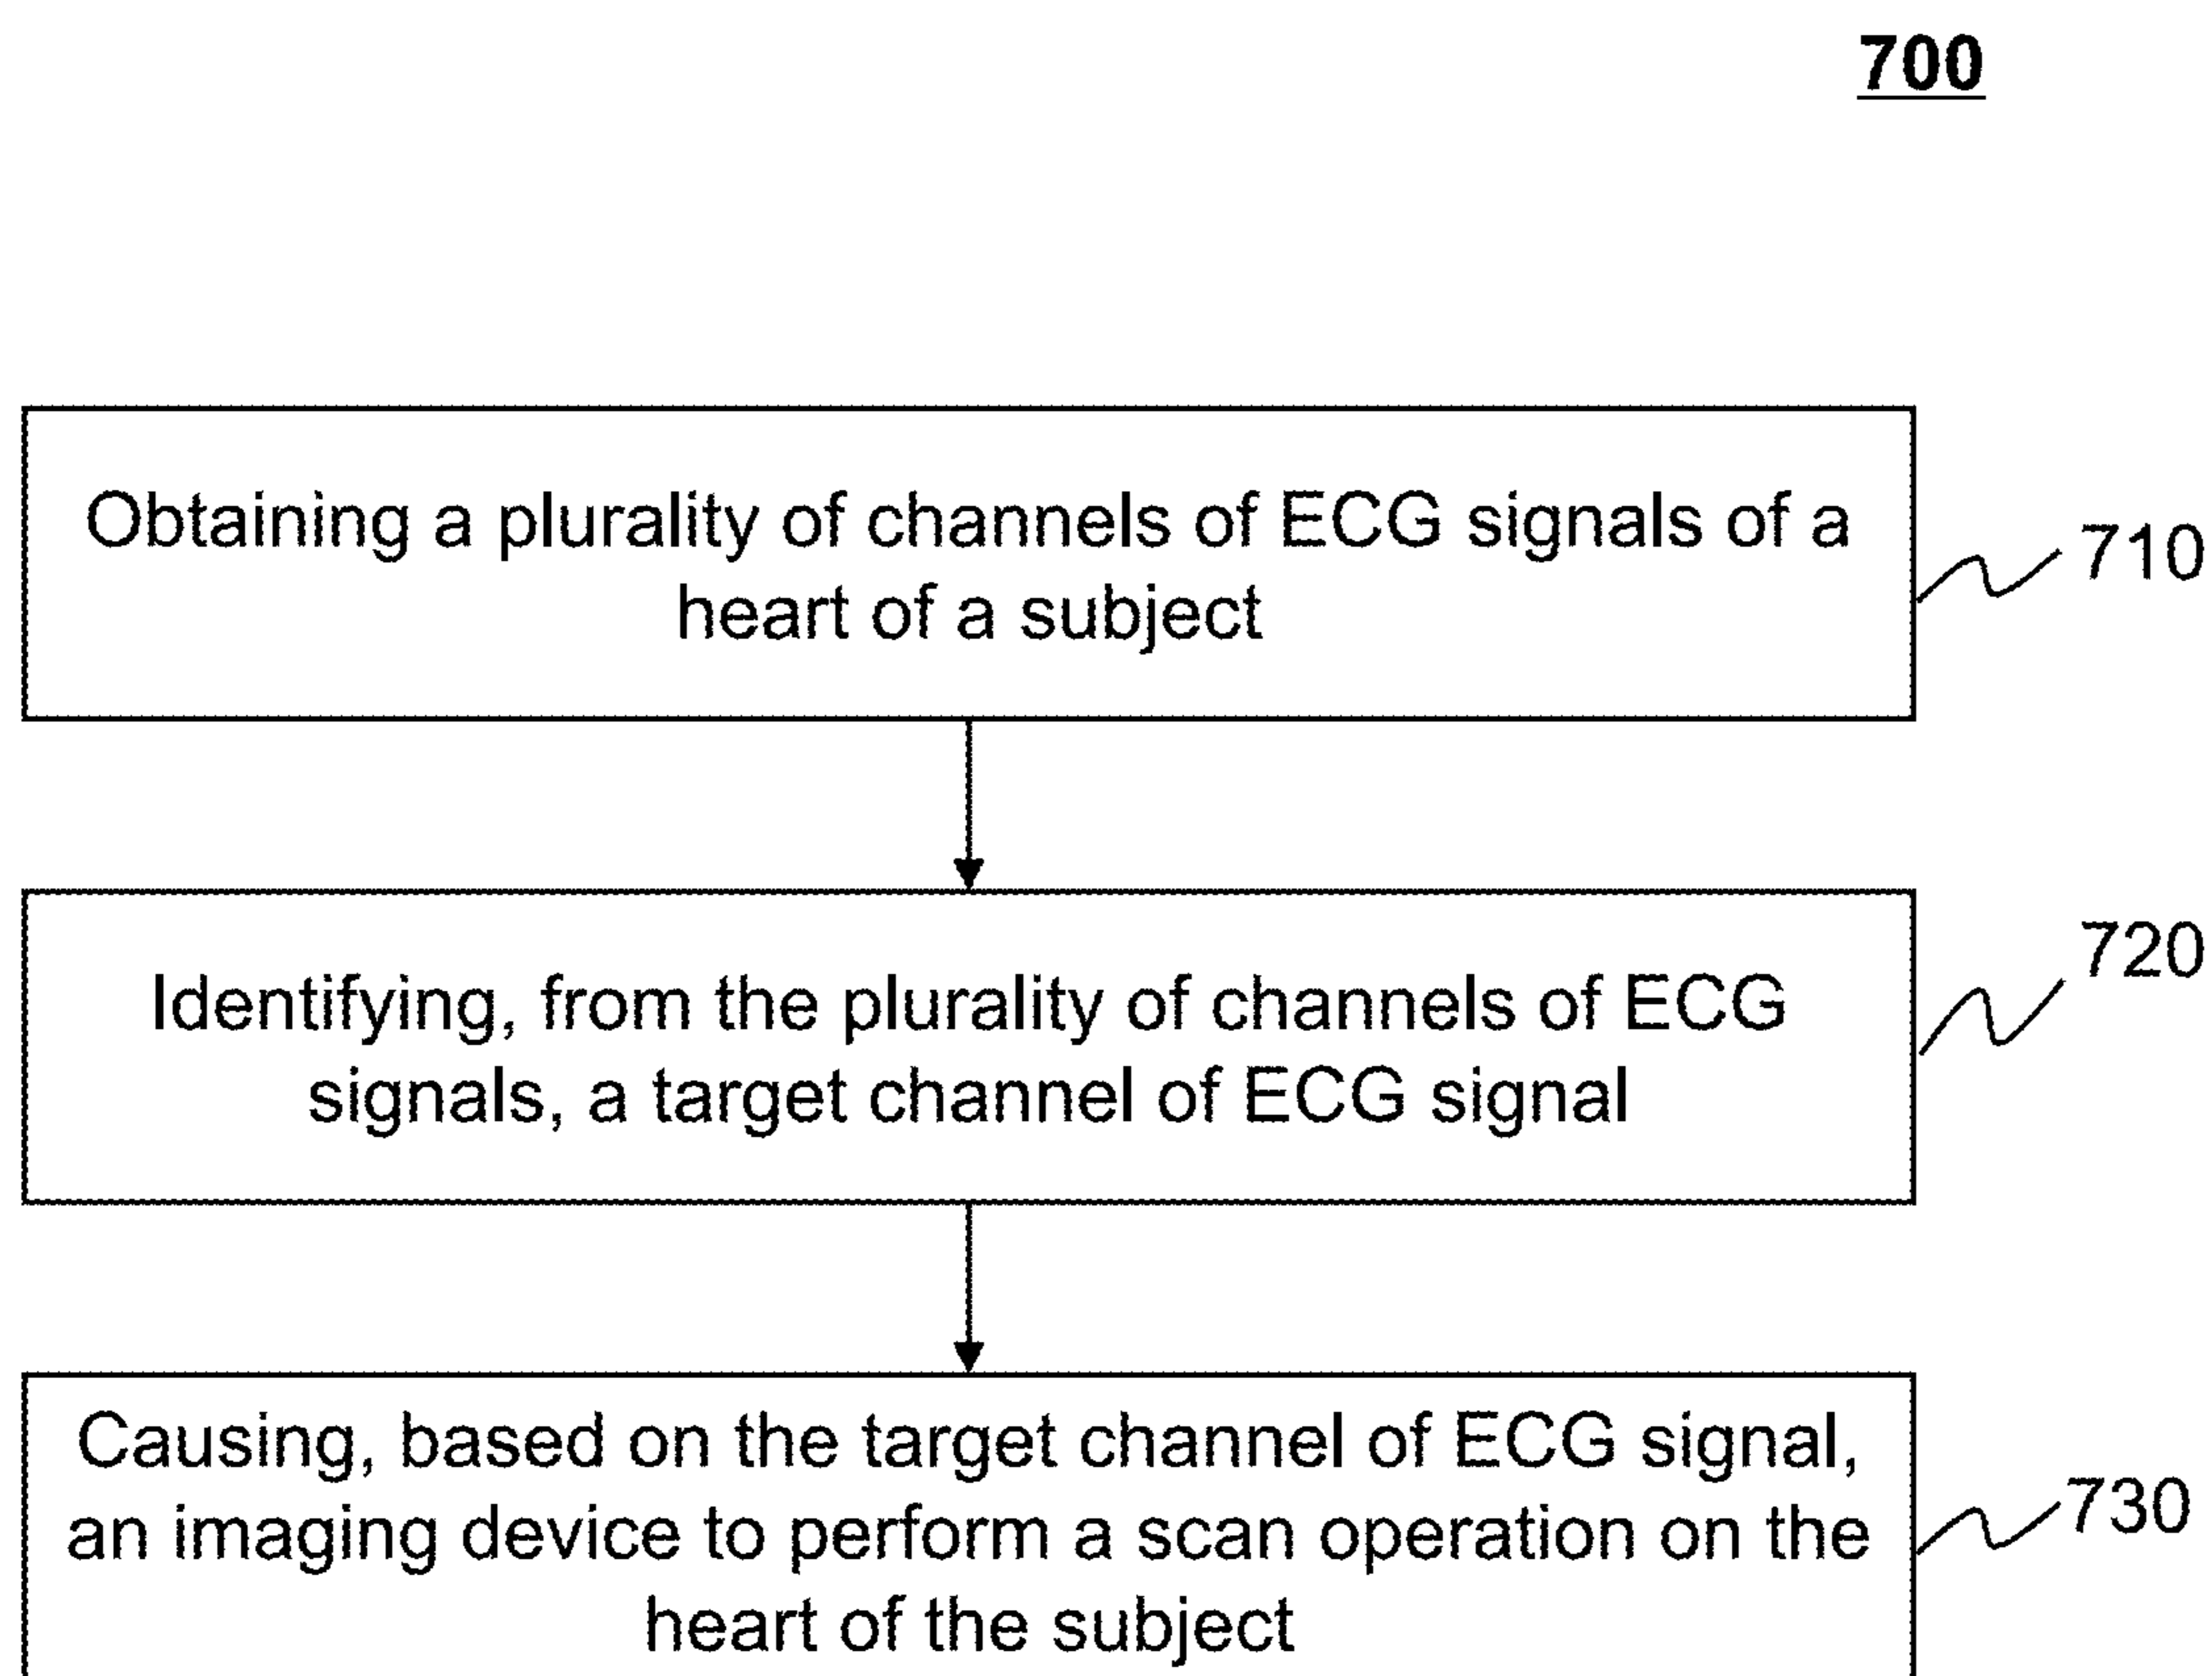 700
Obtaining a plurality of channels of ECG signals of a
heart of a subject
710
Identifying, from the plurality of channels of ECG
signals, a target channel of ECG signal
720
Causing, based on the target channel of ECG signal,
an imaging device to perform a scan operation on the
heart of the subject
730